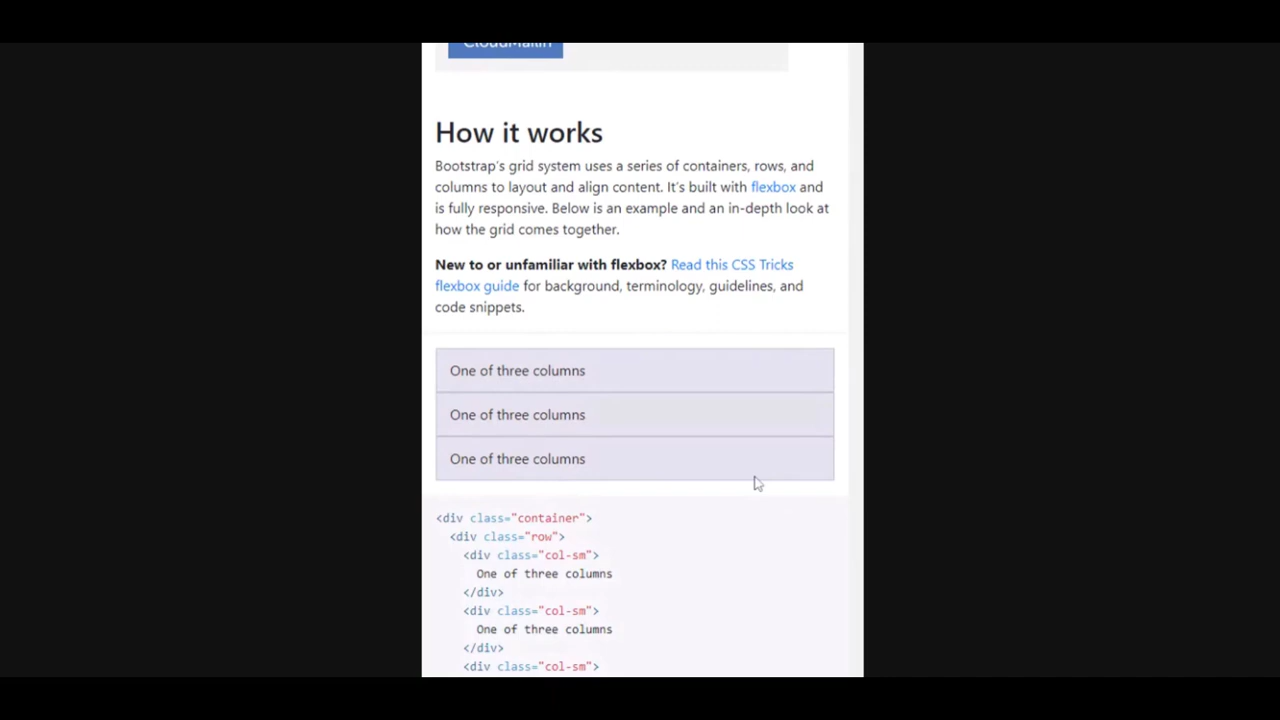 CloudMailin
How it works
Bootstrap's grid system uses a series of containers, rows, and
columns to layout and align content. It's built with flexbox and
is fully responsive. Below is an example and an in-depth look at
how the grid comes together.
New to or unfamiliar with flexbox? Read this CSS Tricks
flexbox guide for background, terminology, guidelines, and
code snippets.
One of three columns
One of three columns
One of three columns
<div class="container">
<div class="row">
<div class="col-sm">
One of three columns
</div>
<div class="col-sm">
One of three columns
</div>
<div class="col-sm">